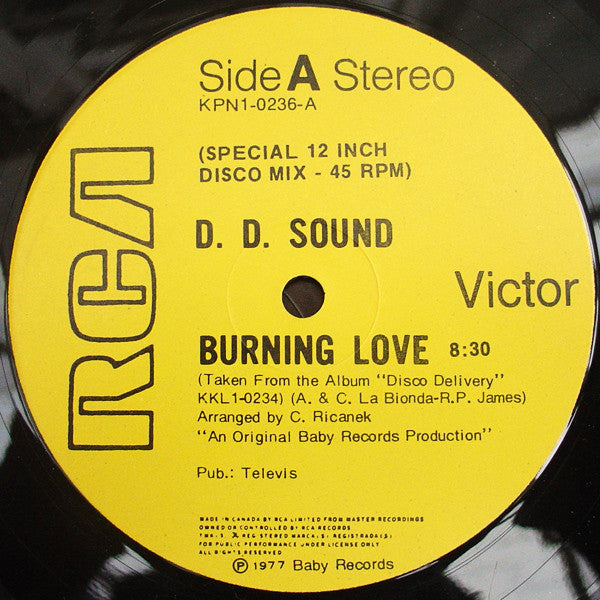 Side A Stereo
KPN1-0236-A
(SPECIAL 12 INCH
DISCO MIX - 45 RPM)
RCA
D. D. SOUND
Victor
BURNING LOVE 8:30
(Taken From the Album "Disco Delivery"
KKL1-0234) (A. & C. La Bionda-R.P. James)
Arranged by C. Ricanek
"An Original Baby Records Production"
Pub.: Televis
MADE IN CANADA BY RCA LIMITED FROM MASTER RECORDINGS
OWNED OR CONTROLLED BY RCA RECORDS
REGISTERED MARCA(S) REGISTRADA(S)
FOR PUBLIC PERFORMANCE UNDER LICENSE ONLY
ALL RIGHTS RESERVED
℗ 1977 Baby Records